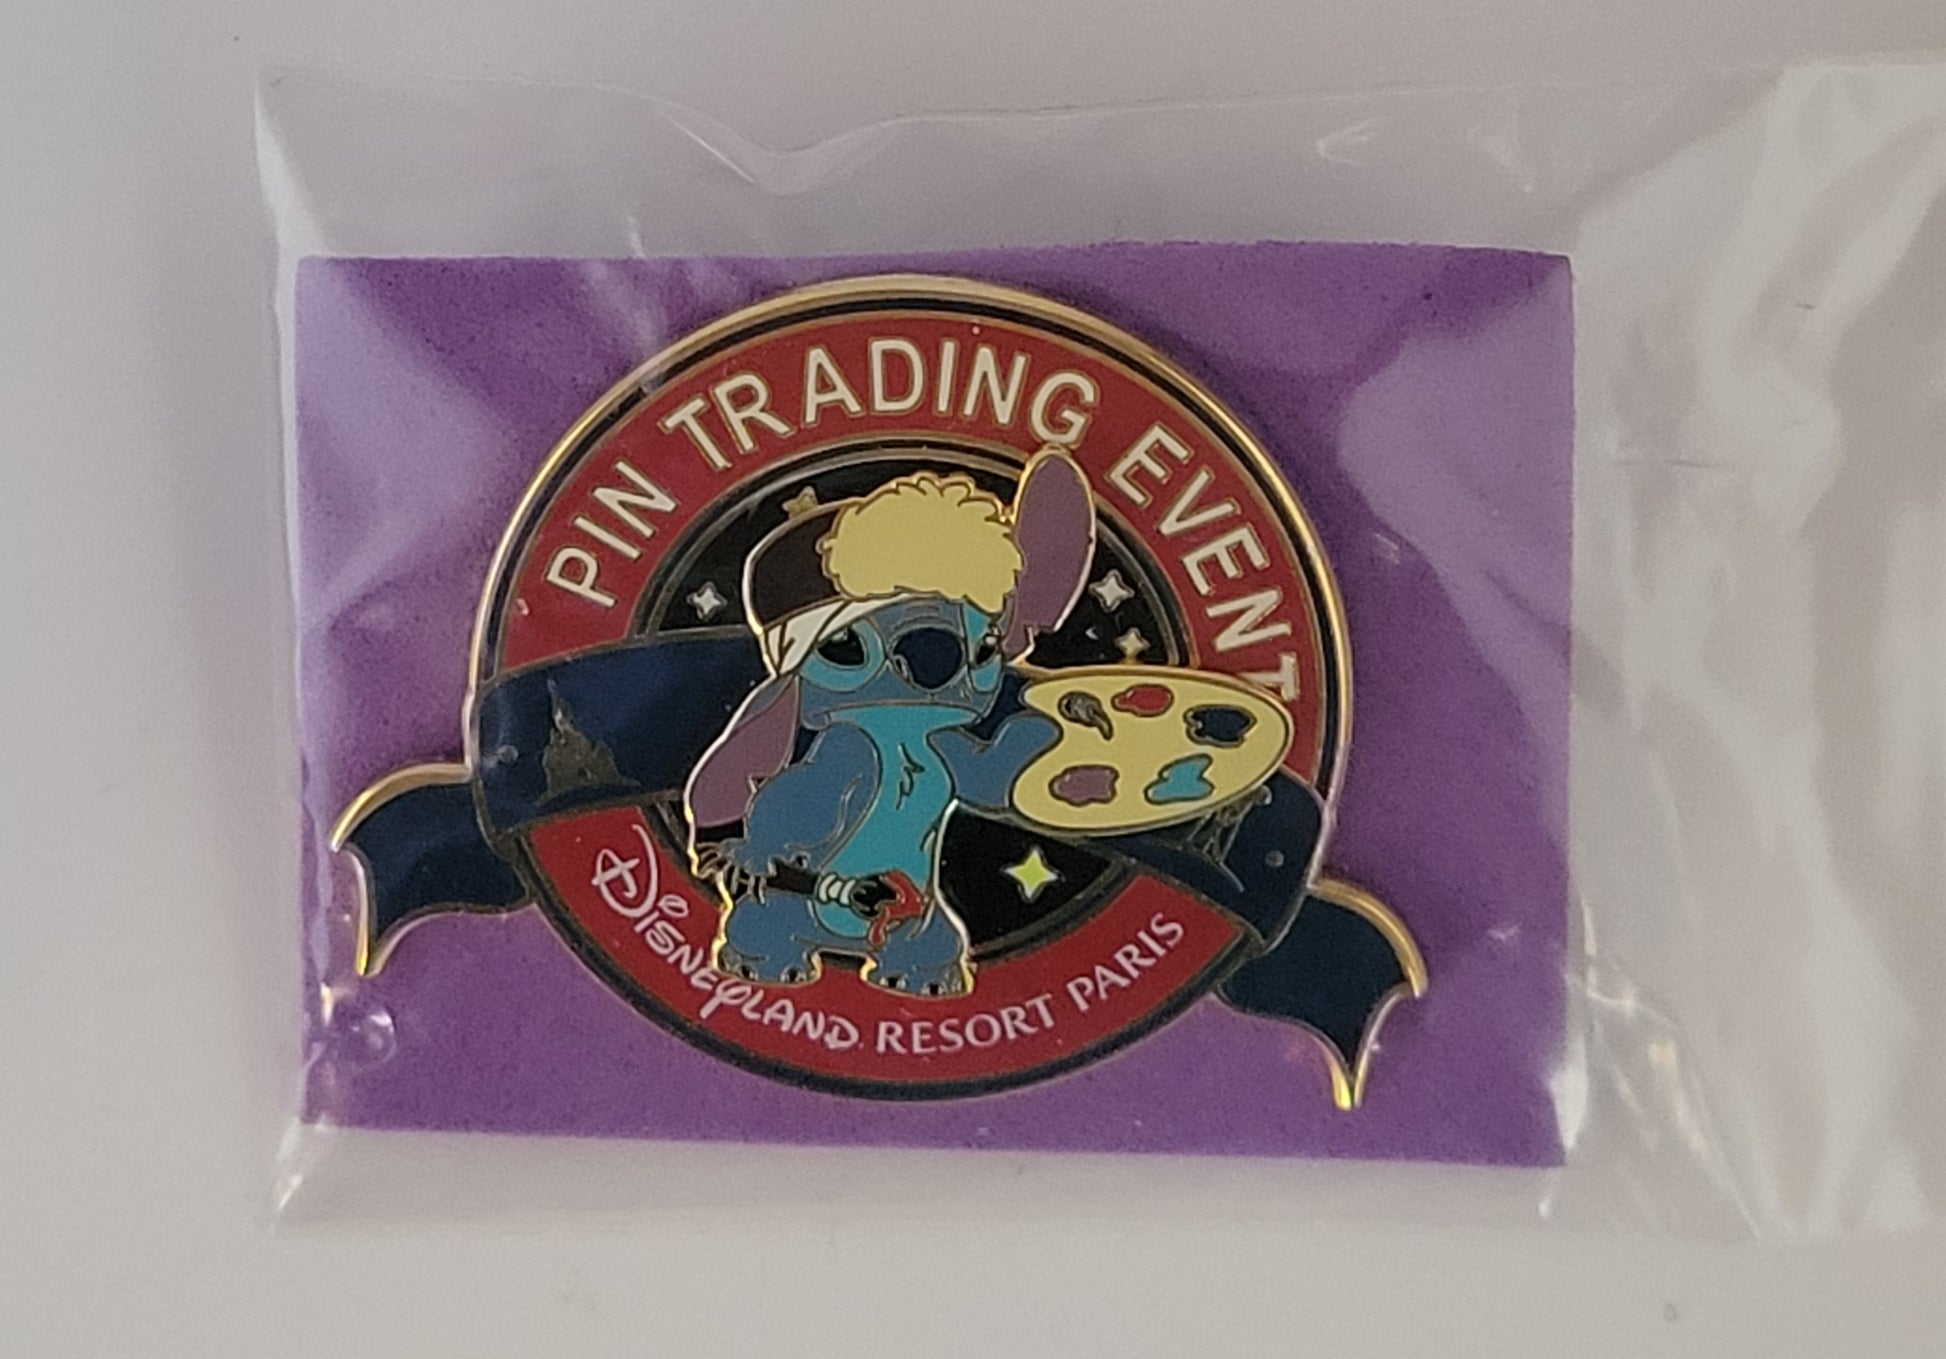 PIN TRADING EVENT
DISNEYLAND RESORT PARIS